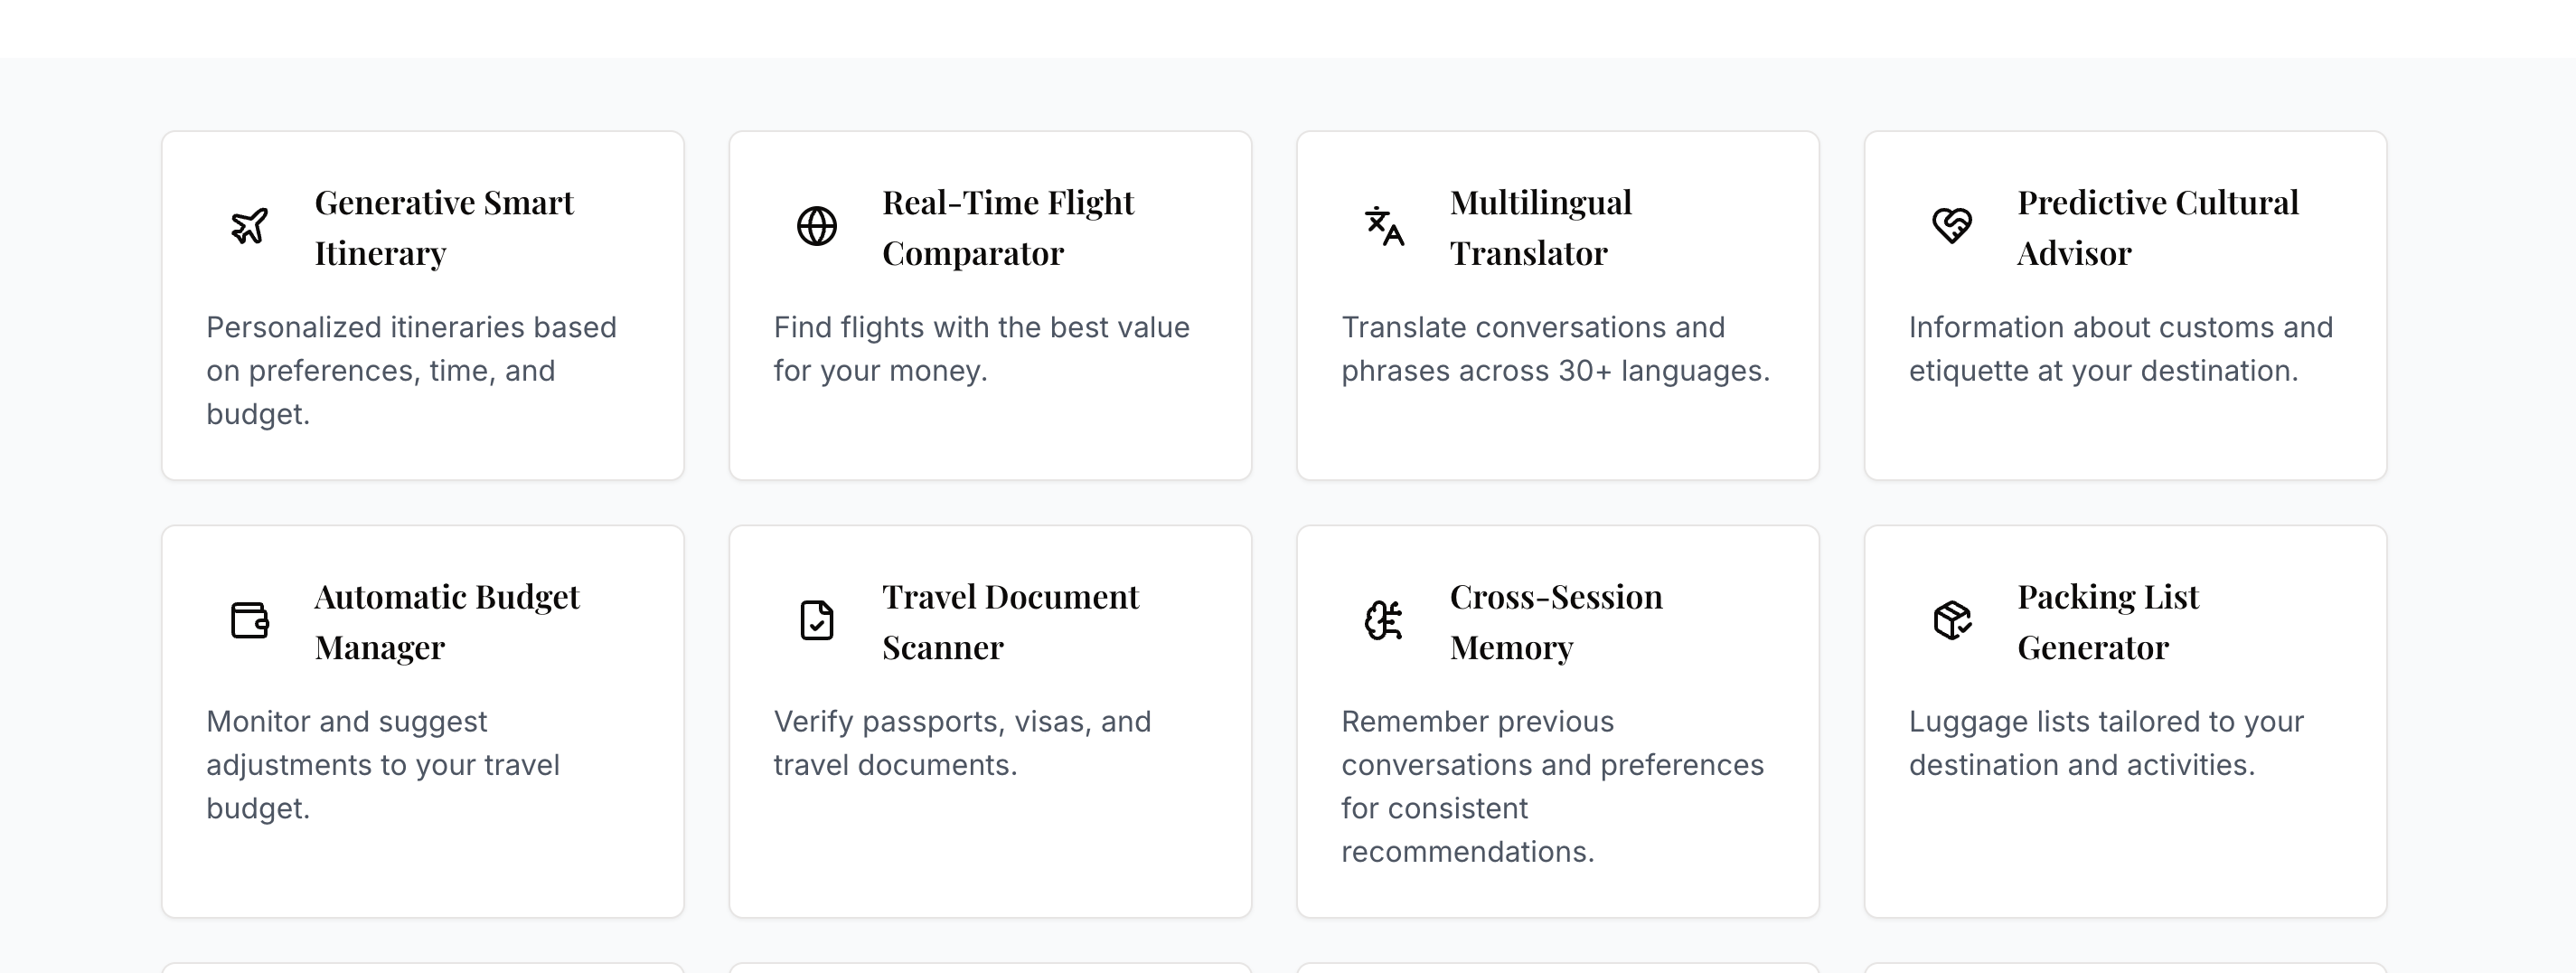 Generative Smart
Itinerary
Personalized itineraries based
on preferences, time, and
budget.
Real-Time Flight
Comparator
Find flights with the best value
for your money.
Multilingual
Translator
Translate conversations and
phrases across 30+ languages.
Predictive Cultural
Advisor
Information about customs and
etiquette at your destination.
Automatic Budget
Manager
Monitor and suggest
adjustments to your travel
budget.
Travel Document
Scanner
Verify passports, visas, and
travel documents.
Cross-Session
Memory
Remember previous
conversations and preferences
for consistent
recommendations.
Packing List
Generator
Luggage lists tailored to your
destination and activities.